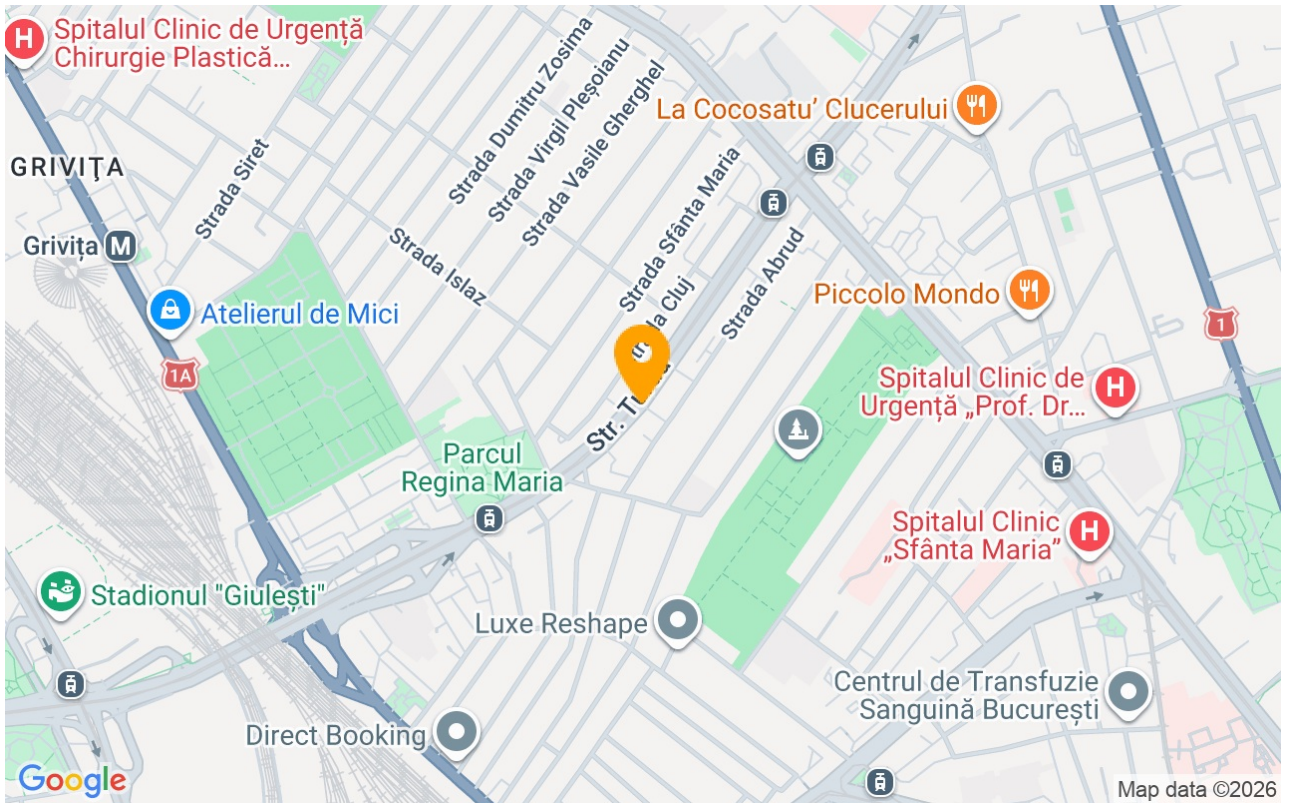 Spitalul Clinic de Urgență
Chirurgie Plastică...
Strada Dumitru Zosima
Strada Virgil Pleșoianu
Strada Vasile Gherghel
La Cocosatu' Clucerului
GRIVIȚA
Strada Siret
Strada Sfânta Maria
Grivița M
Strada Islaz
Strada Abrud
Cluj
Piccolo Mondo
Atelierul de Mici
1
1A
Spitalul Clinic de
Urgență „Prof. Dr...
Str.
Parcul
Regina Maria
Spitalul Clinic
„Sfânta Maria”
Stadionul "Giulești"
Luxe Reshape
Centrul de Transfuzie
Sanguină București
Direct Booking
Google
Map data ©2026
H
H
H